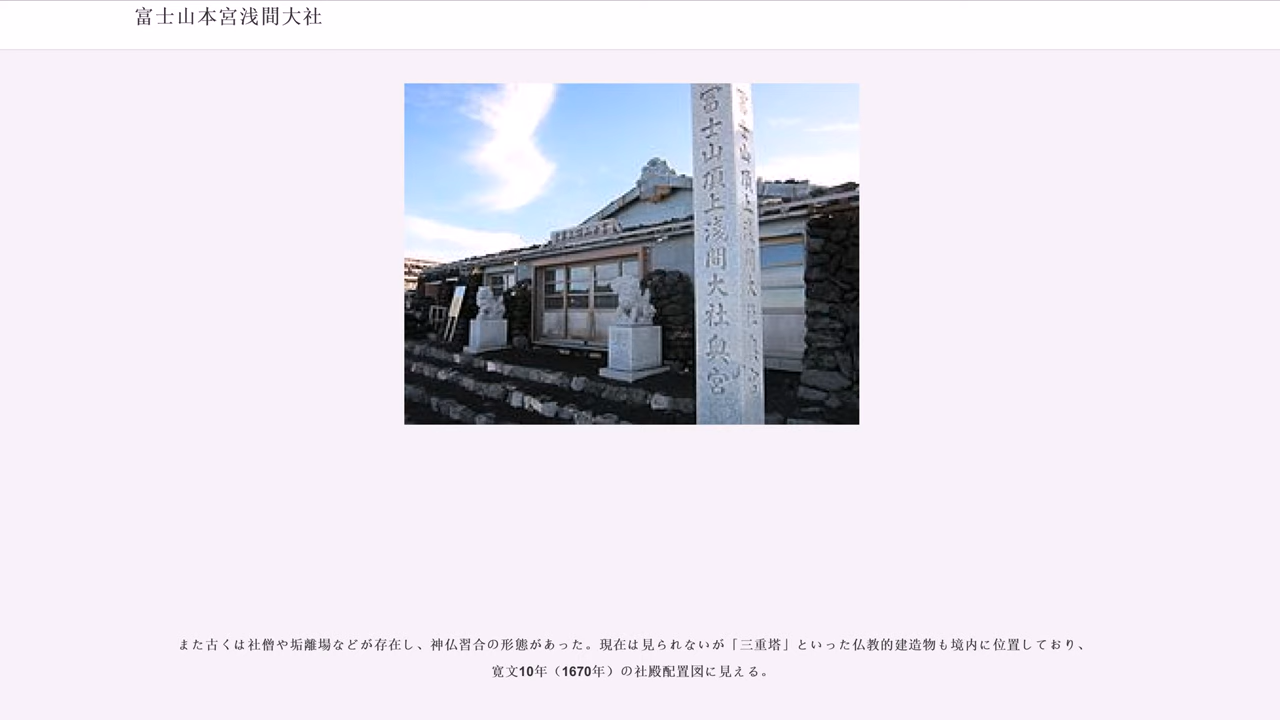 富士山本宮浅間大社
富士山頂上浅間大社奥宮
また古くは社僧や垢離場などが存在し、神仏習合の形態があった。現在は見られないが「三重塔」といった仏教的建造物も境内に位置しており、
寛文10年（1670年）の社殿配置図に見える。